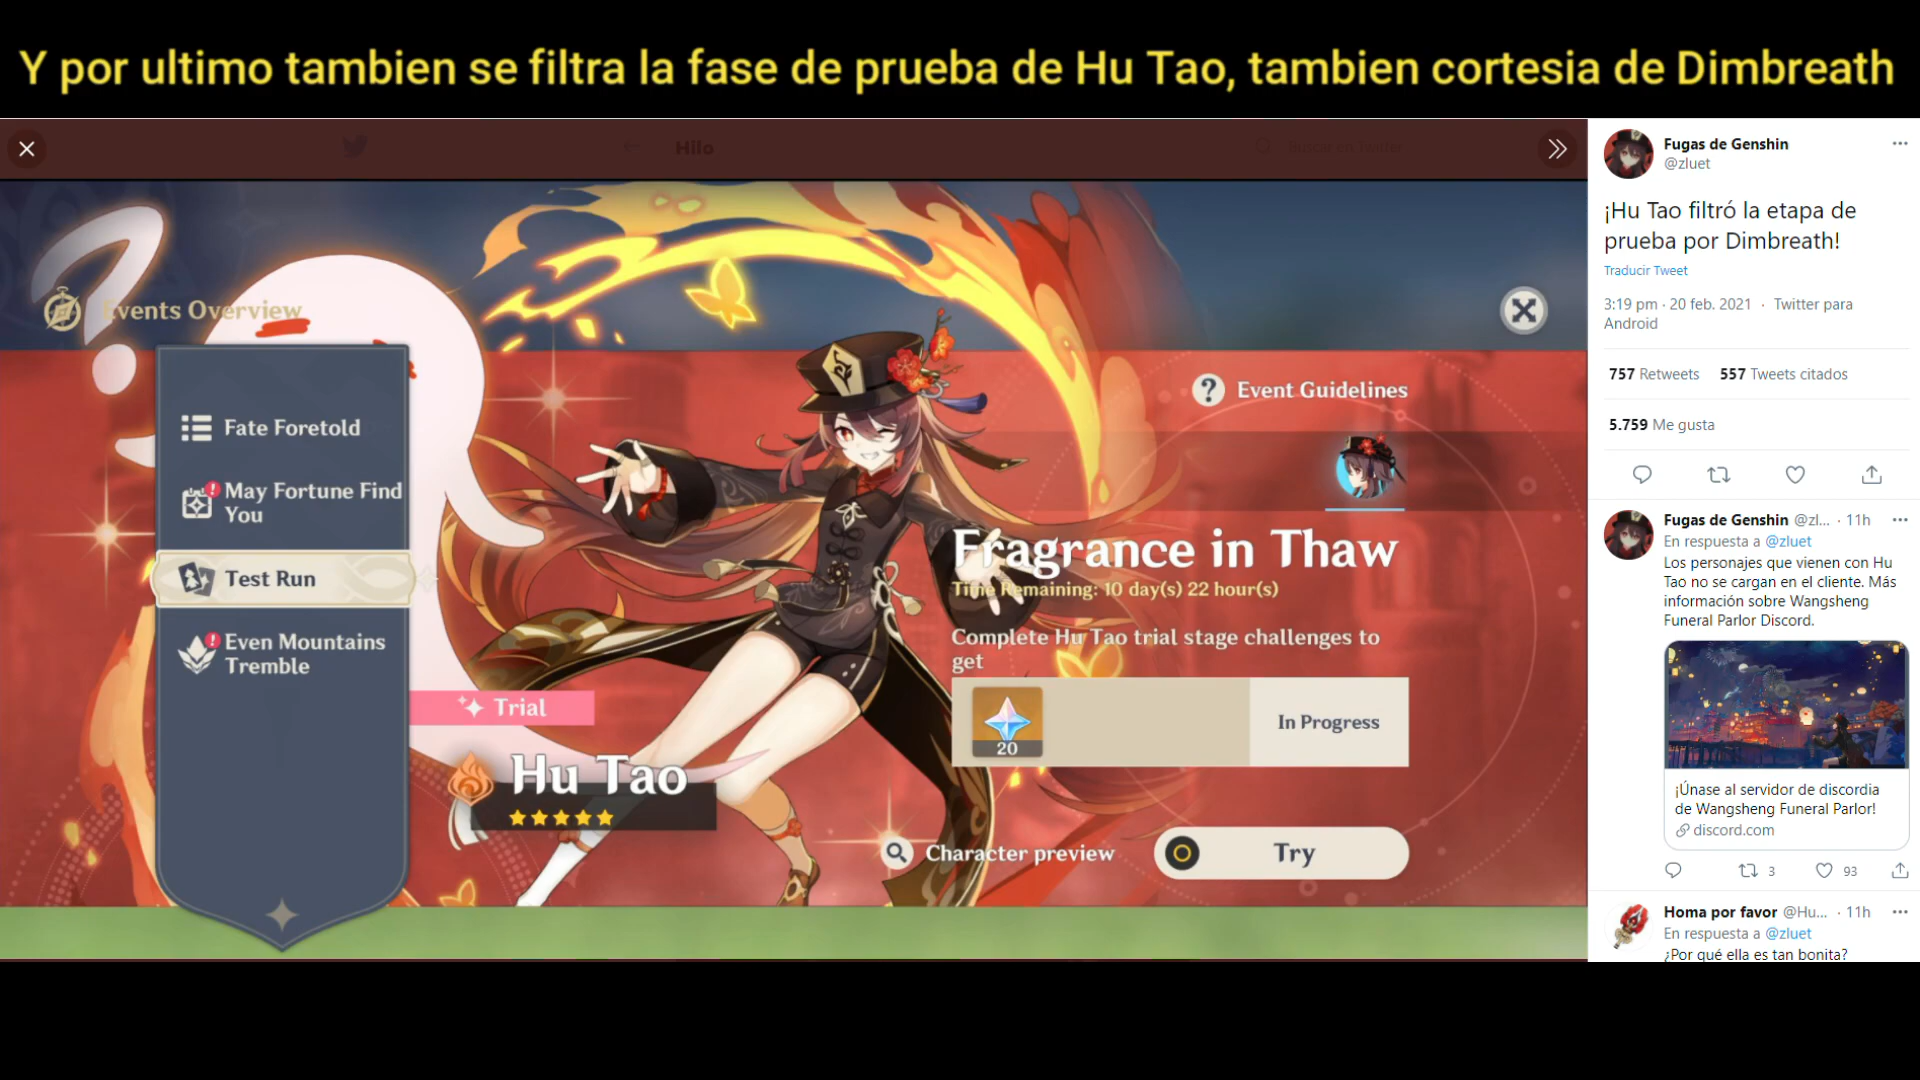 Y por ultimo tambien se filtra la fase de prueba de Hu Tao, tambien cortesia de Dimbreath
Hilo
Buscar en Twitter
Events Overview
Fate Foretold
May Fortune Find
You
Test Run
Even Mountains
Tremble
Trial
Hu Tao
Event Guidelines
Fragrance in Thaw
Time Remaining: 10 day(s) 22 hour(s)
Complete Hu Tao trial stage challenges to
get
20
In Progress
Character preview
Try
Fugas de Genshin
@zluet
¡Hu Tao filtró la etapa de
prueba por Dimbreath!
Traducir Tweet
3:19 pm · 20 feb. 2021 · Twitter para
Android
757 Retweets 557 Tweets citados
5.759 Me gusta
Fugas de Genshin @zl... · 11h
En respuesta a @zluet
Los personajes que vienen con Hu
Tao no se cargan en el cliente. Más
información sobre Wangsheng
Funeral Parlor Discord.
¡Únase al servidor de discordia
de Wangsheng Funeral Parlor!
discord.com
3 93
Homa por favor @Hu... · 11h
En respuesta a @zluet
¿Por qué ella es tan bonita?